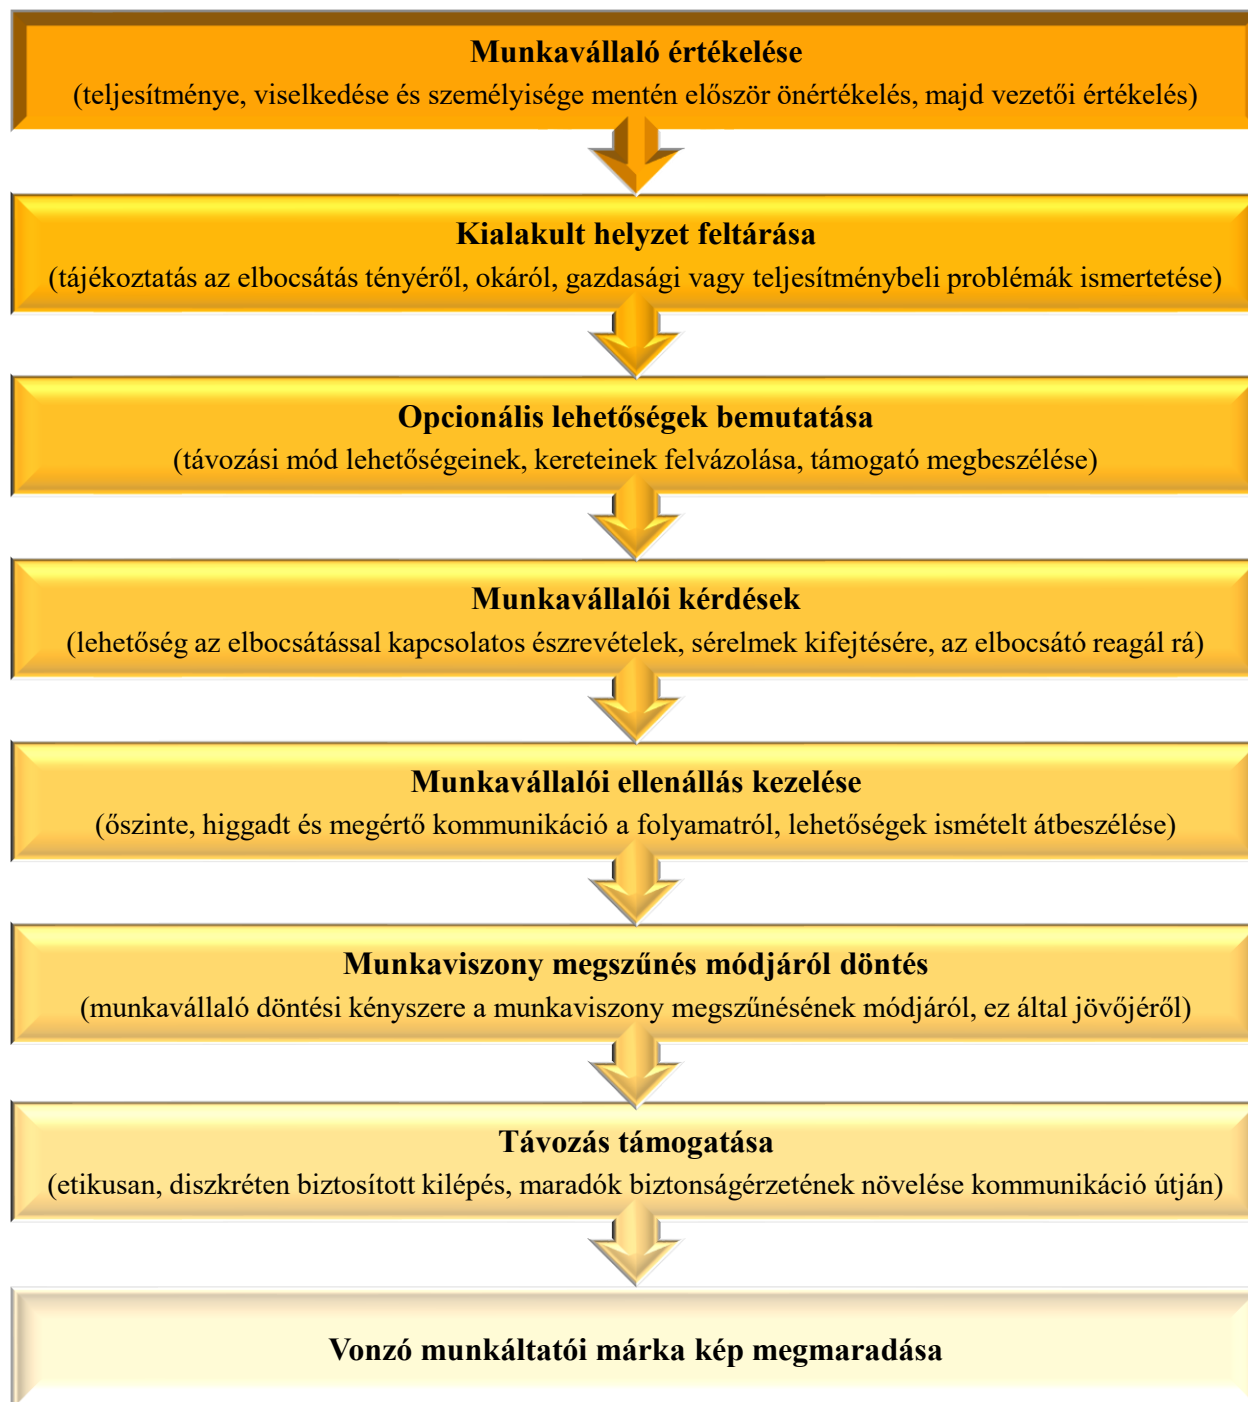 Munkavállaló értékelése
(teljesítménye, viselkedése és személyisége mentén először önértékelés, majd vezetői értékelés)
Kialakult helyzet feltárása
(tájékoztatás az elbocsátás tényéről, okáról, gazdasági vagy teljesítménybeli problémák ismertetése)
Opcionális lehetőségek bemutatása
(távozási mód lehetőségeinek, kereteinek felvázolása, támogató megbeszélése)
Munkavállalói kérdések
(lehetőség az elbocsátással kapcsolatos észrevételek, sérelmek kifejtésére, az elbocsátó reagál rá)
Munkavállalói ellenállás kezelése
(őszinte, higgadt és megértő kommunikáció a folyamatról, lehetőségek ismételt átbeszélése)
Munkaviszony megszűnés módjáról döntés
(munkavállaló döntési kényszere a munkaviszony megszűnésének módjáról, ez által jövőjéről)
Távozás támogatása
(etikusan, diszkréten biztosított kilépés, maradók biztonságérzetének növelése kommunikáció útján)
Vonzó munkáltatói márka kép megmaradása